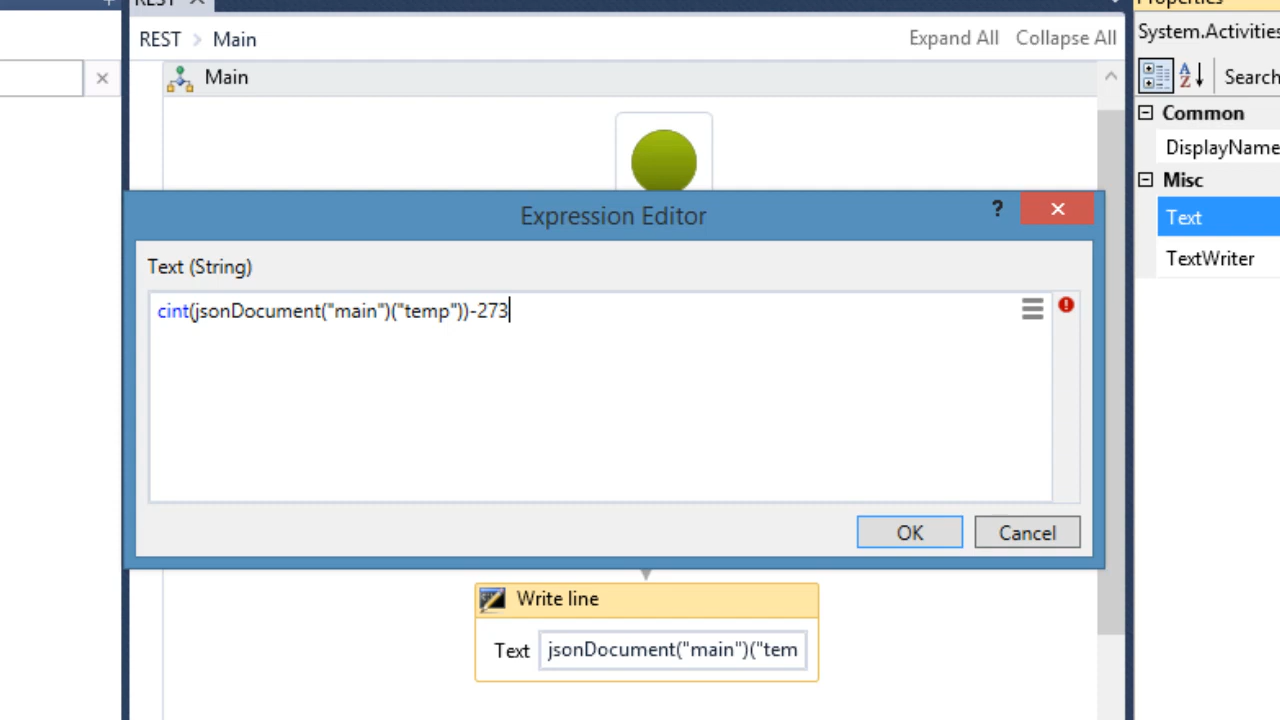 REST
REST > Main
Expand All Collapse All
Main
Properties
System.Activities
Search
Common
DisplayName
Misc
Text
TextWriter
Expression Editor
?
Text (String)
cint(jsonDocument("main")("temp"))-273
OK
Cancel
Write line
Text jsonDocument("main")("tem